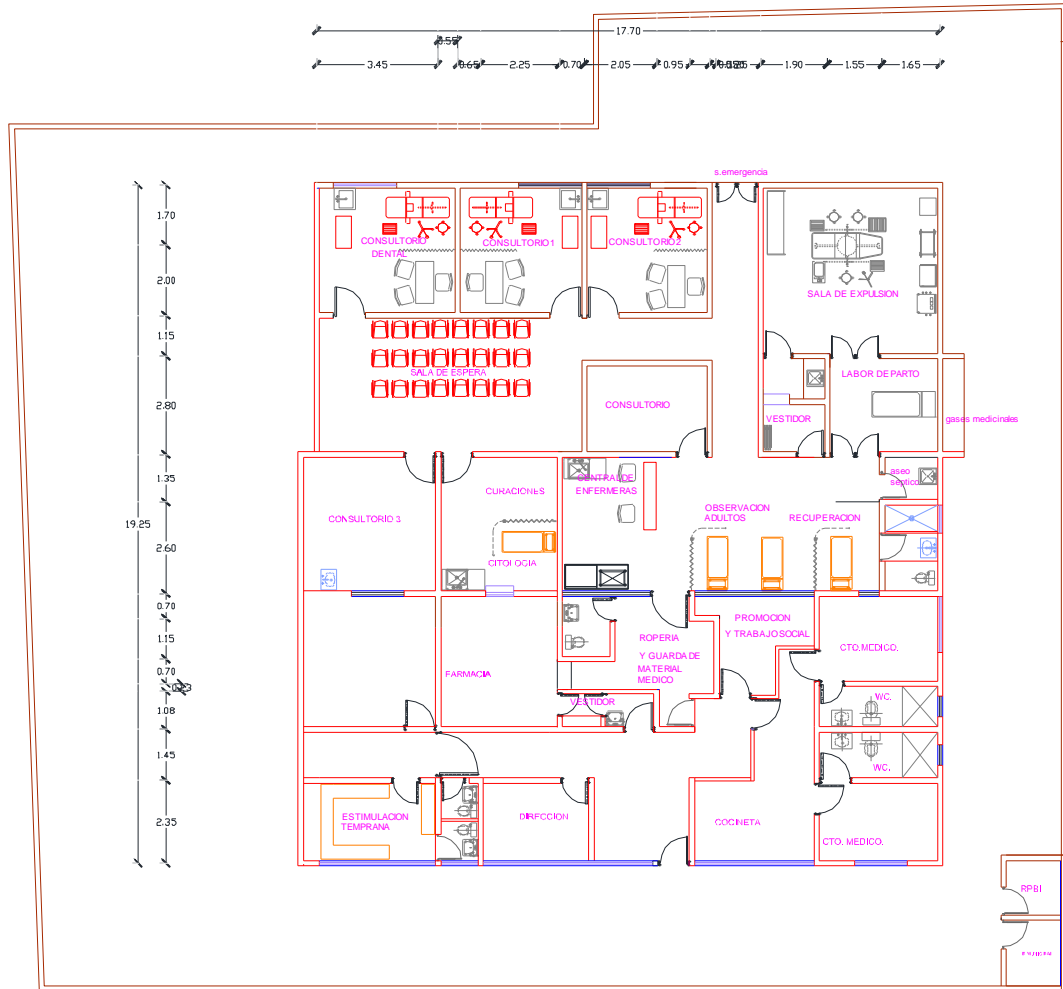 17.70
0.55
3.45
0.65
2.25
0.70
2.05
0.95
1.90
1.55
1.65
s.emergencia
19.25
1.70
2.00
1.15
2.80
1.35
2.60
0.70
1.15
0.70
1.08
1.45
2.35
CONSULTORIO
DENTAL
CONSULTORIO1
CONSULTORIO2
SALA DE EXPULSION
SALA DE ESPERA
LABOR DE PARTO
CONSULTORIO
VESTIDOR
gases medicinales
CONSULTORIO 3
CURACIONES
CITOLOGIA
CENTRAL DE
ENFERMERAS
OBSERVACION
ADULTOS
RECUPERACION
aseo
septico
FARMACIA
ROPERIA
Y GUARDA DE
MATERIAL
MEDICO
PROMOCION
Y TRABAJO SOCIAL
CTO. MEDICO.
VESTIDOR
WC.
WC.
ESTIMULACION
TEMPRANA
DIRECCION
COCINETA
CTO. MEDICO.
RPBI